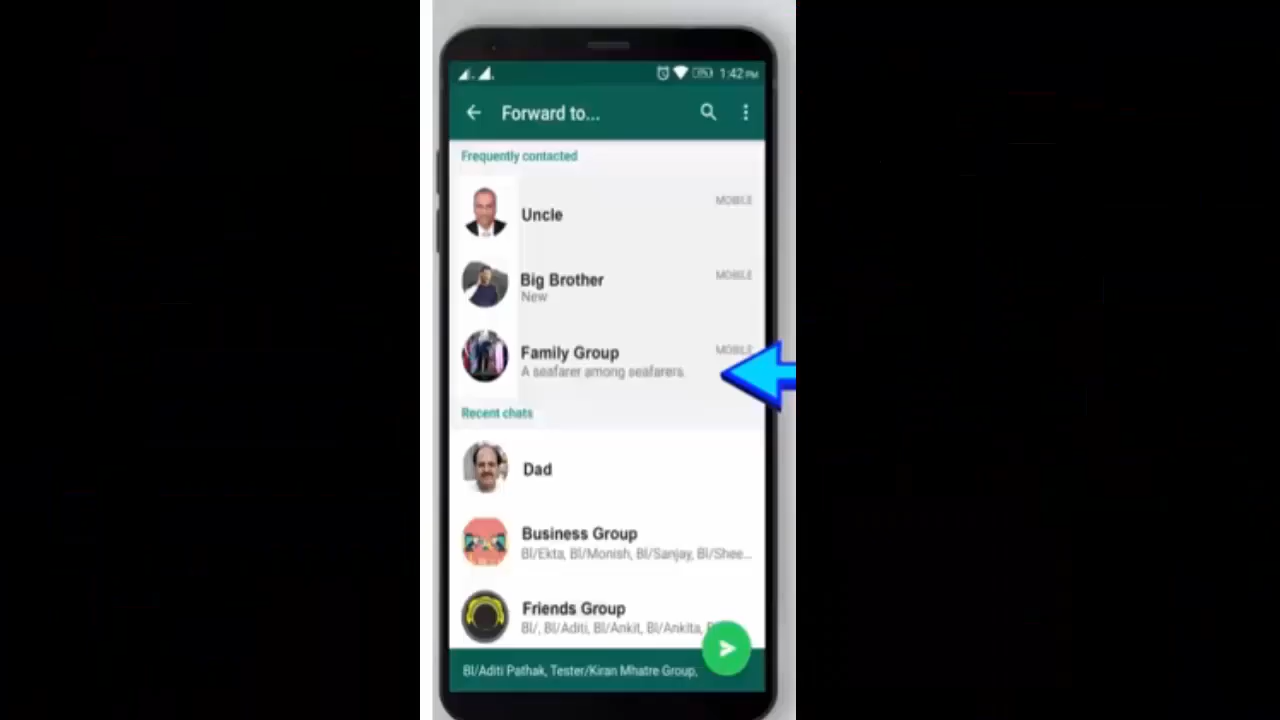 1:42 PM
Forward to...
Frequently contacted
Uncle
MOBILE
Big Brother
MOBILE
New
Family Group
MOBILE
A seafarer among seafarers
Recent chats
Dad
Business Group
Bl/Ekta, Bl/Monish, Bl/Sanjay, Bl/Shee...
Friends Group
Bl/, Bl/Aditi, Bl/Ankit, Bl/Ankita,
Bl/Aditi Pathak, Tester/Kiran Mhatre Group,